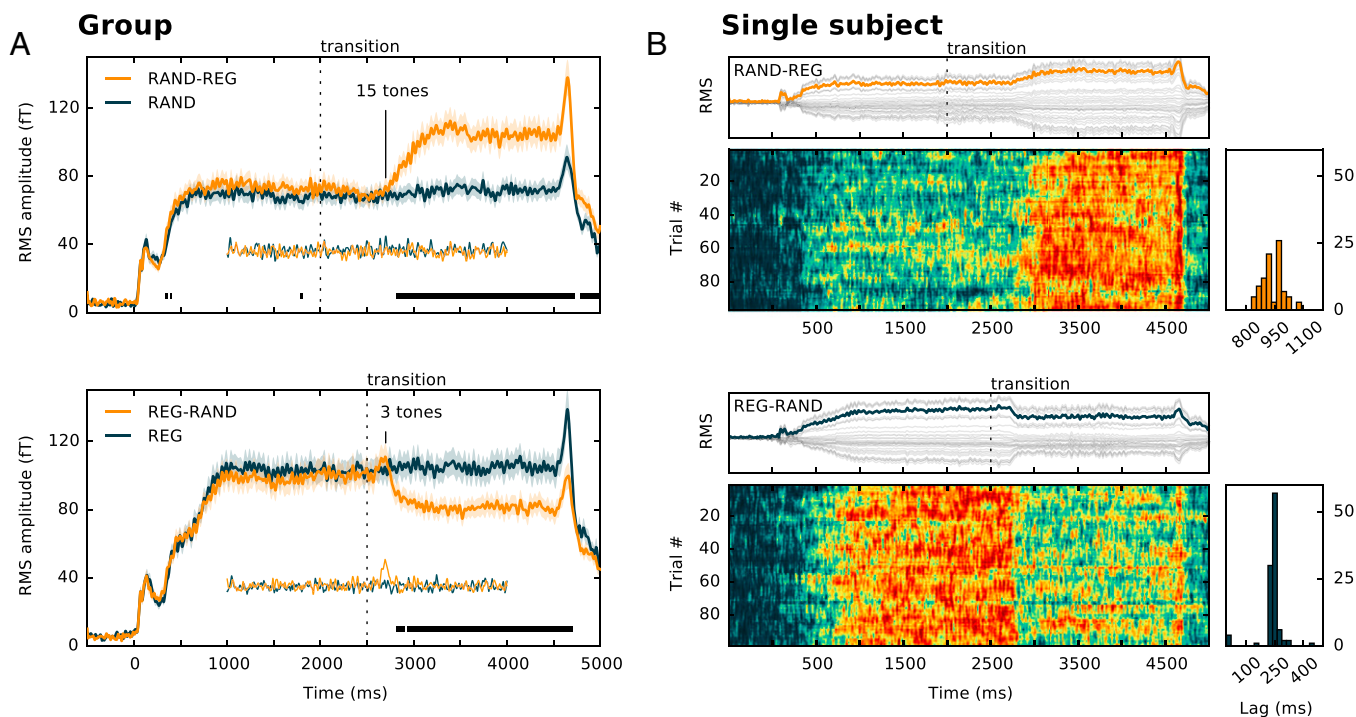 A
Group
transition
RAND-REG
RAND
15 tones
RMS amplitude (fT)
120
80
40
0
transition
REG-RAND
REG
3 tones
RMS amplitude (fT)
120
80
40
0
0
1000
2000
3000
4000
5000
Time (ms)
B
Single subject
transition
RAND-REG
RMS
Trial #
20
40
60
80
500
1500
2500
3500
4500
50
25
0
800
950
1100
transition
REG-RAND
RMS
Trial #
20
40
60
80
500
1500
2500
3500
4500
Time (ms)
50
25
0
100
250
400
Lag (ms)